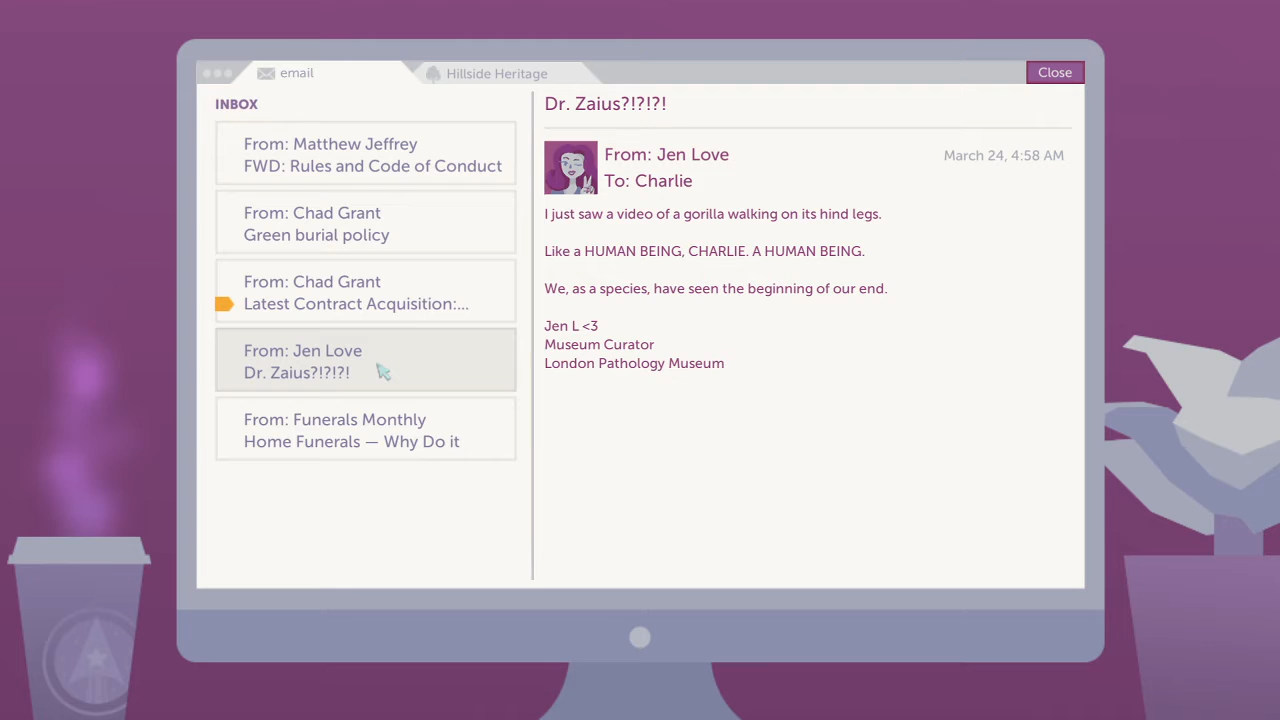 email
Hillside Heritage
Close
INBOX
From: Matthew Jeffrey
FWD: Rules and Code of Conduct
From: Chad Grant
Green burial policy
From: Chad Grant
Latest Contract Acquisition:...
From: Jen Love
Dr. Zaius?!?!?!
From: Funerals Monthly
Home Funerals — Why Do it
Dr. Zaius?!?!?!
From: Jen Love
March 24, 4:58 AM
To: Charlie
I just saw a video of a gorilla walking on its hind legs.
Like a HUMAN BEING, CHARLIE. A HUMAN BEING.
We, as a species, have seen the beginning of our end.
Jen L <3
Museum Curator
London Pathology Museum